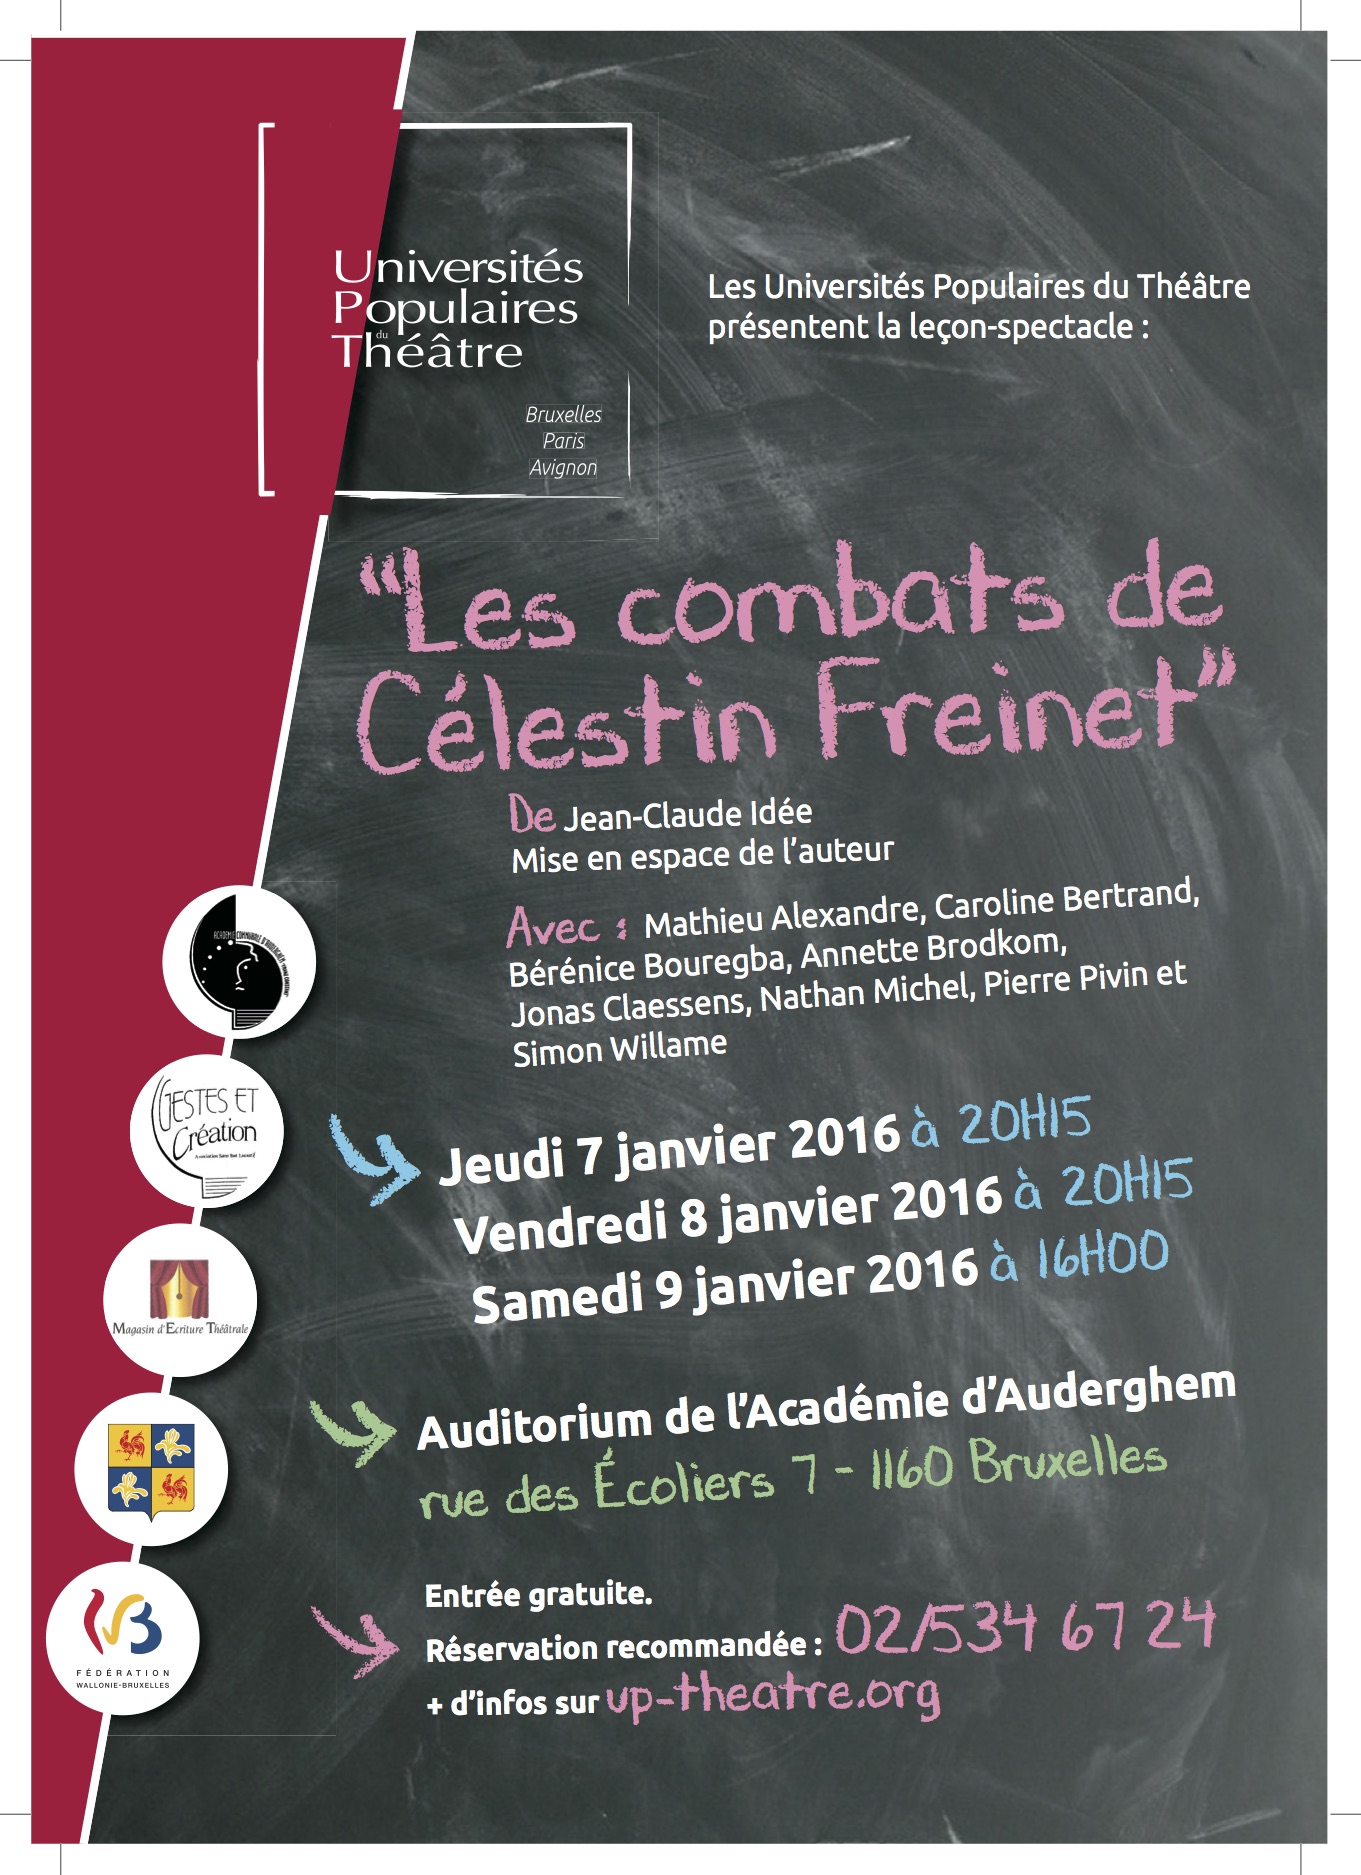 Universités
Populaires
du
Théâtre
Bruxelles
Paris
Avignon
Les Universités Populaires du Théâtre
présentent la leçon-spectacle :
“Les combats de
Célestin Freinet”
De Jean-Claude Idée
Mise en espace de l’auteur
Avec : Mathieu Alexandre, Caroline Bertrand,
Bérénice Bouregba, Annette Brodkom,
Jonas Claessens, Nathan Michel, Pierre Pivin et
Simon Willame
Jeudi 7 janvier 2016 à 20H15
Vendredi 8 janvier 2016 à 20H15
Samedi 9 janvier 2016 à 16H00
Auditorium de l’Académie d’Auderghem
rue des Écoliers 7 - 1160 Bruxelles
Entrée gratuite.
Réservation recommandée : 02/534 67 24
+ d’infos sur up-theatre.org
ACADEMIE COMMUNALE D'AUDERGHEM
GESTES ET
Création
Magasin d'Ecriture Théâtrale
FÉDÉRATION
WALLONIE-BRUXELLES